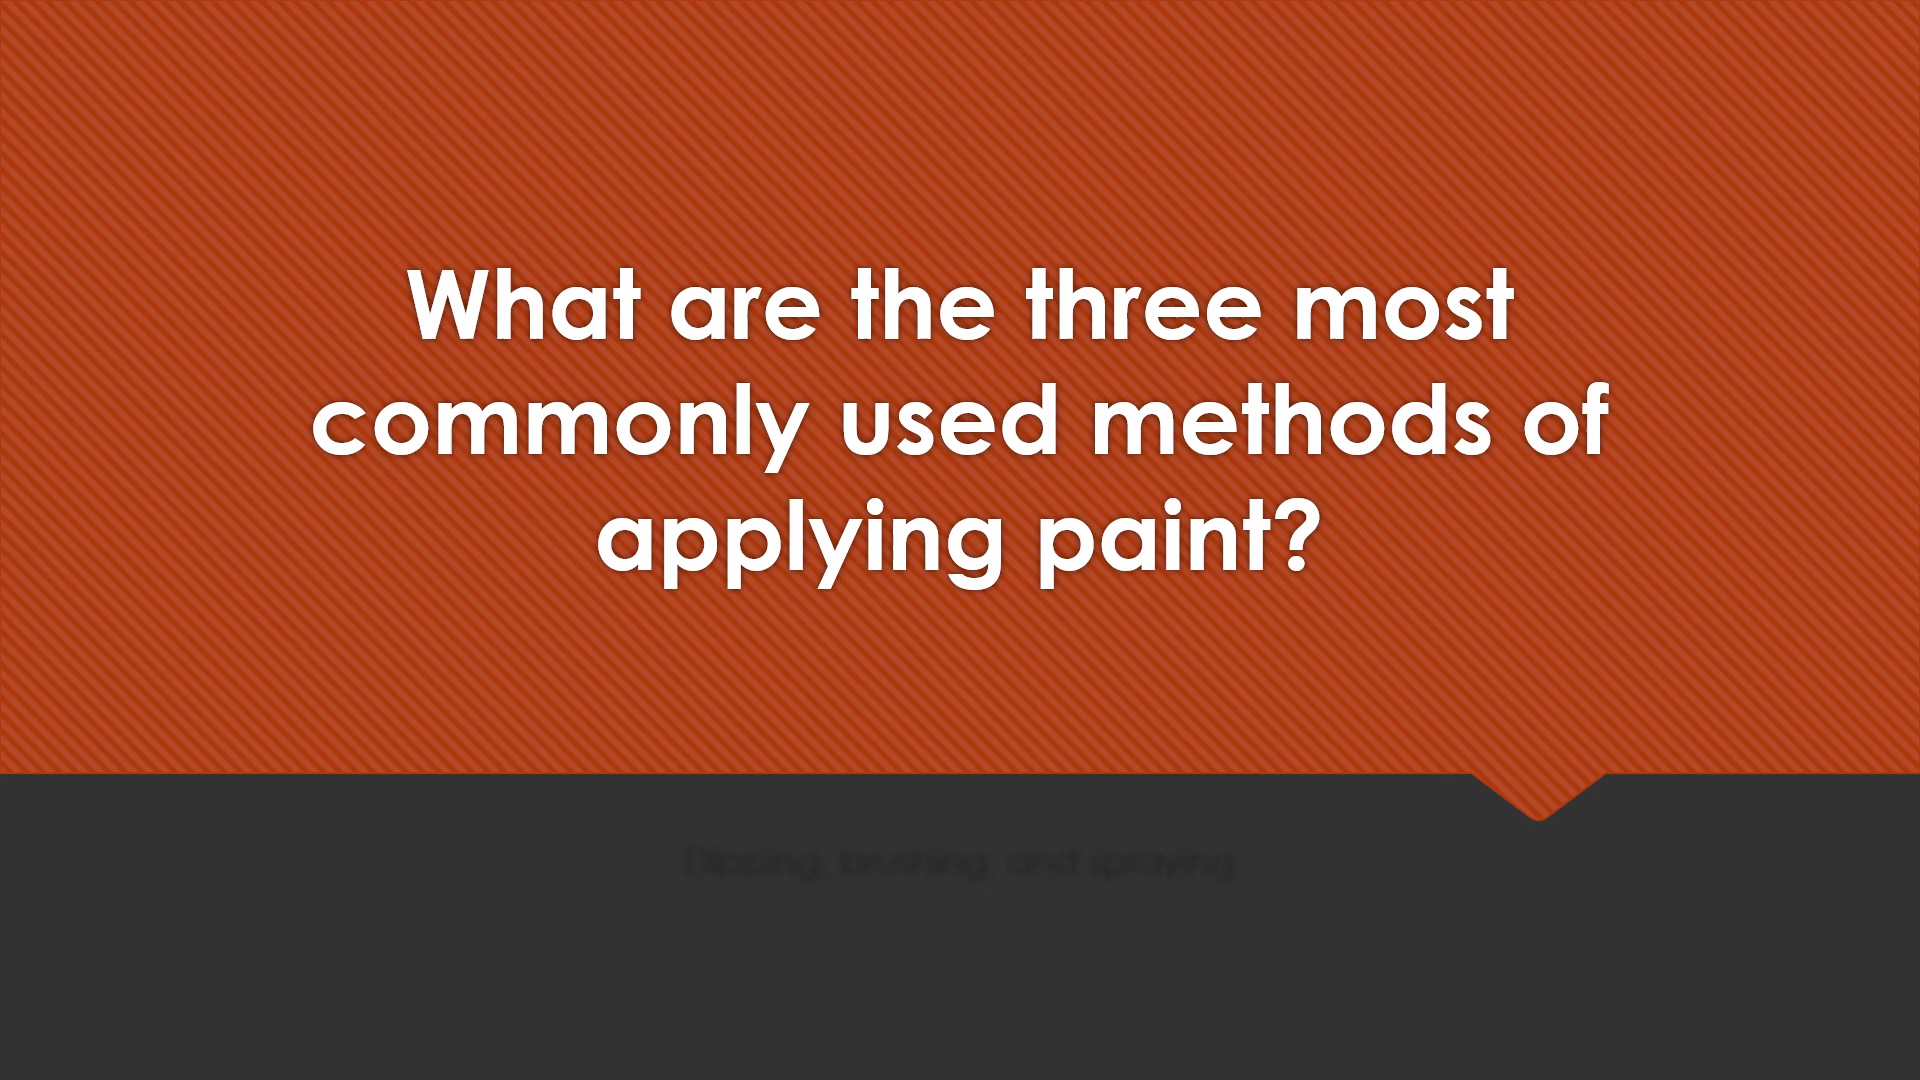 What are the three most
commonly used methods of
applying paint?
Dipping, brushing, and spraying